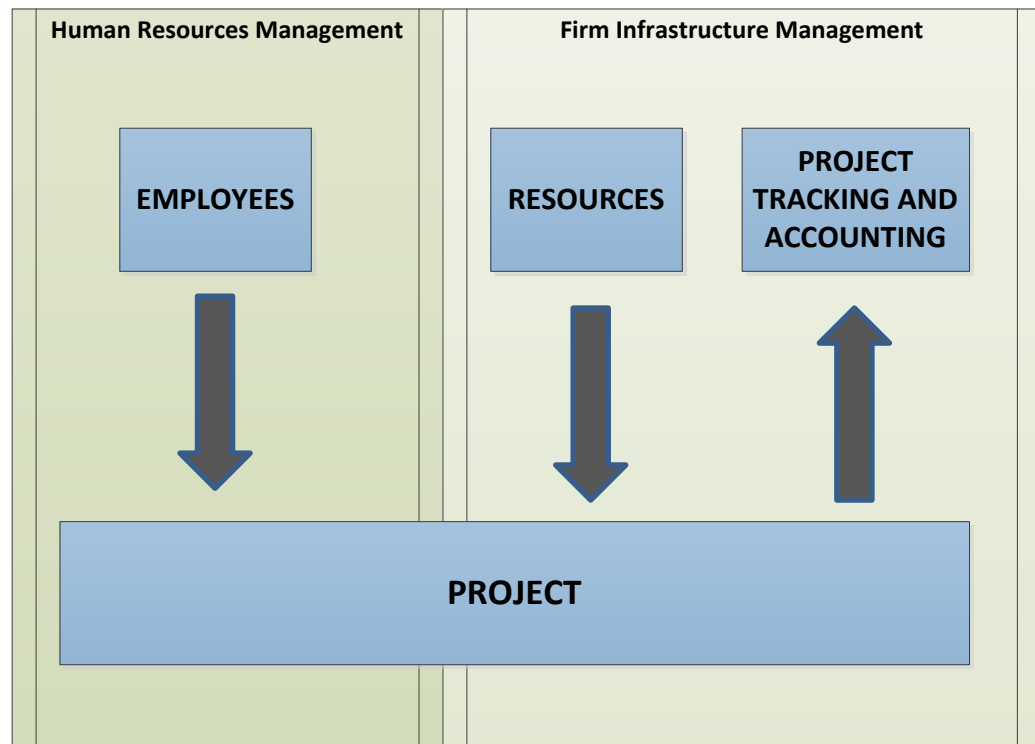 Human Resources Management
Firm Infrastructure Management
EMPLOYEES
RESOURCES
PROJECT
TRACKING AND
ACCOUNTING
PROJECT